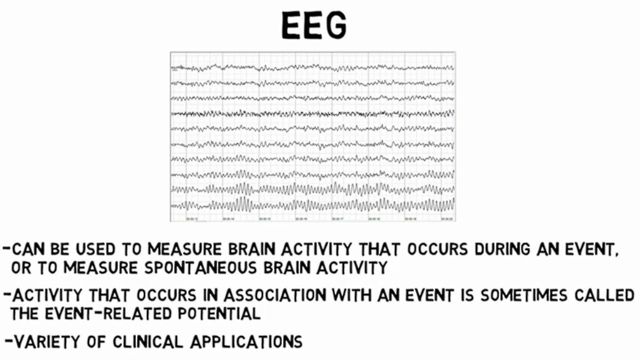 EEG
-CAN BE USED TO MEASURE BRAIN ACTIVITY THAT OCCURS DURING AN EVENT,
OR TO MEASURE SPONTANEOUS BRAIN ACTIVITY
-ACTIVITY THAT OCCURS IN ASSOCIATION WITH AN EVENT IS SOMETIMES CALLED
THE EVENT-RELATED POTENTIAL
-VARIETY OF CLINICAL APPLICATIONS